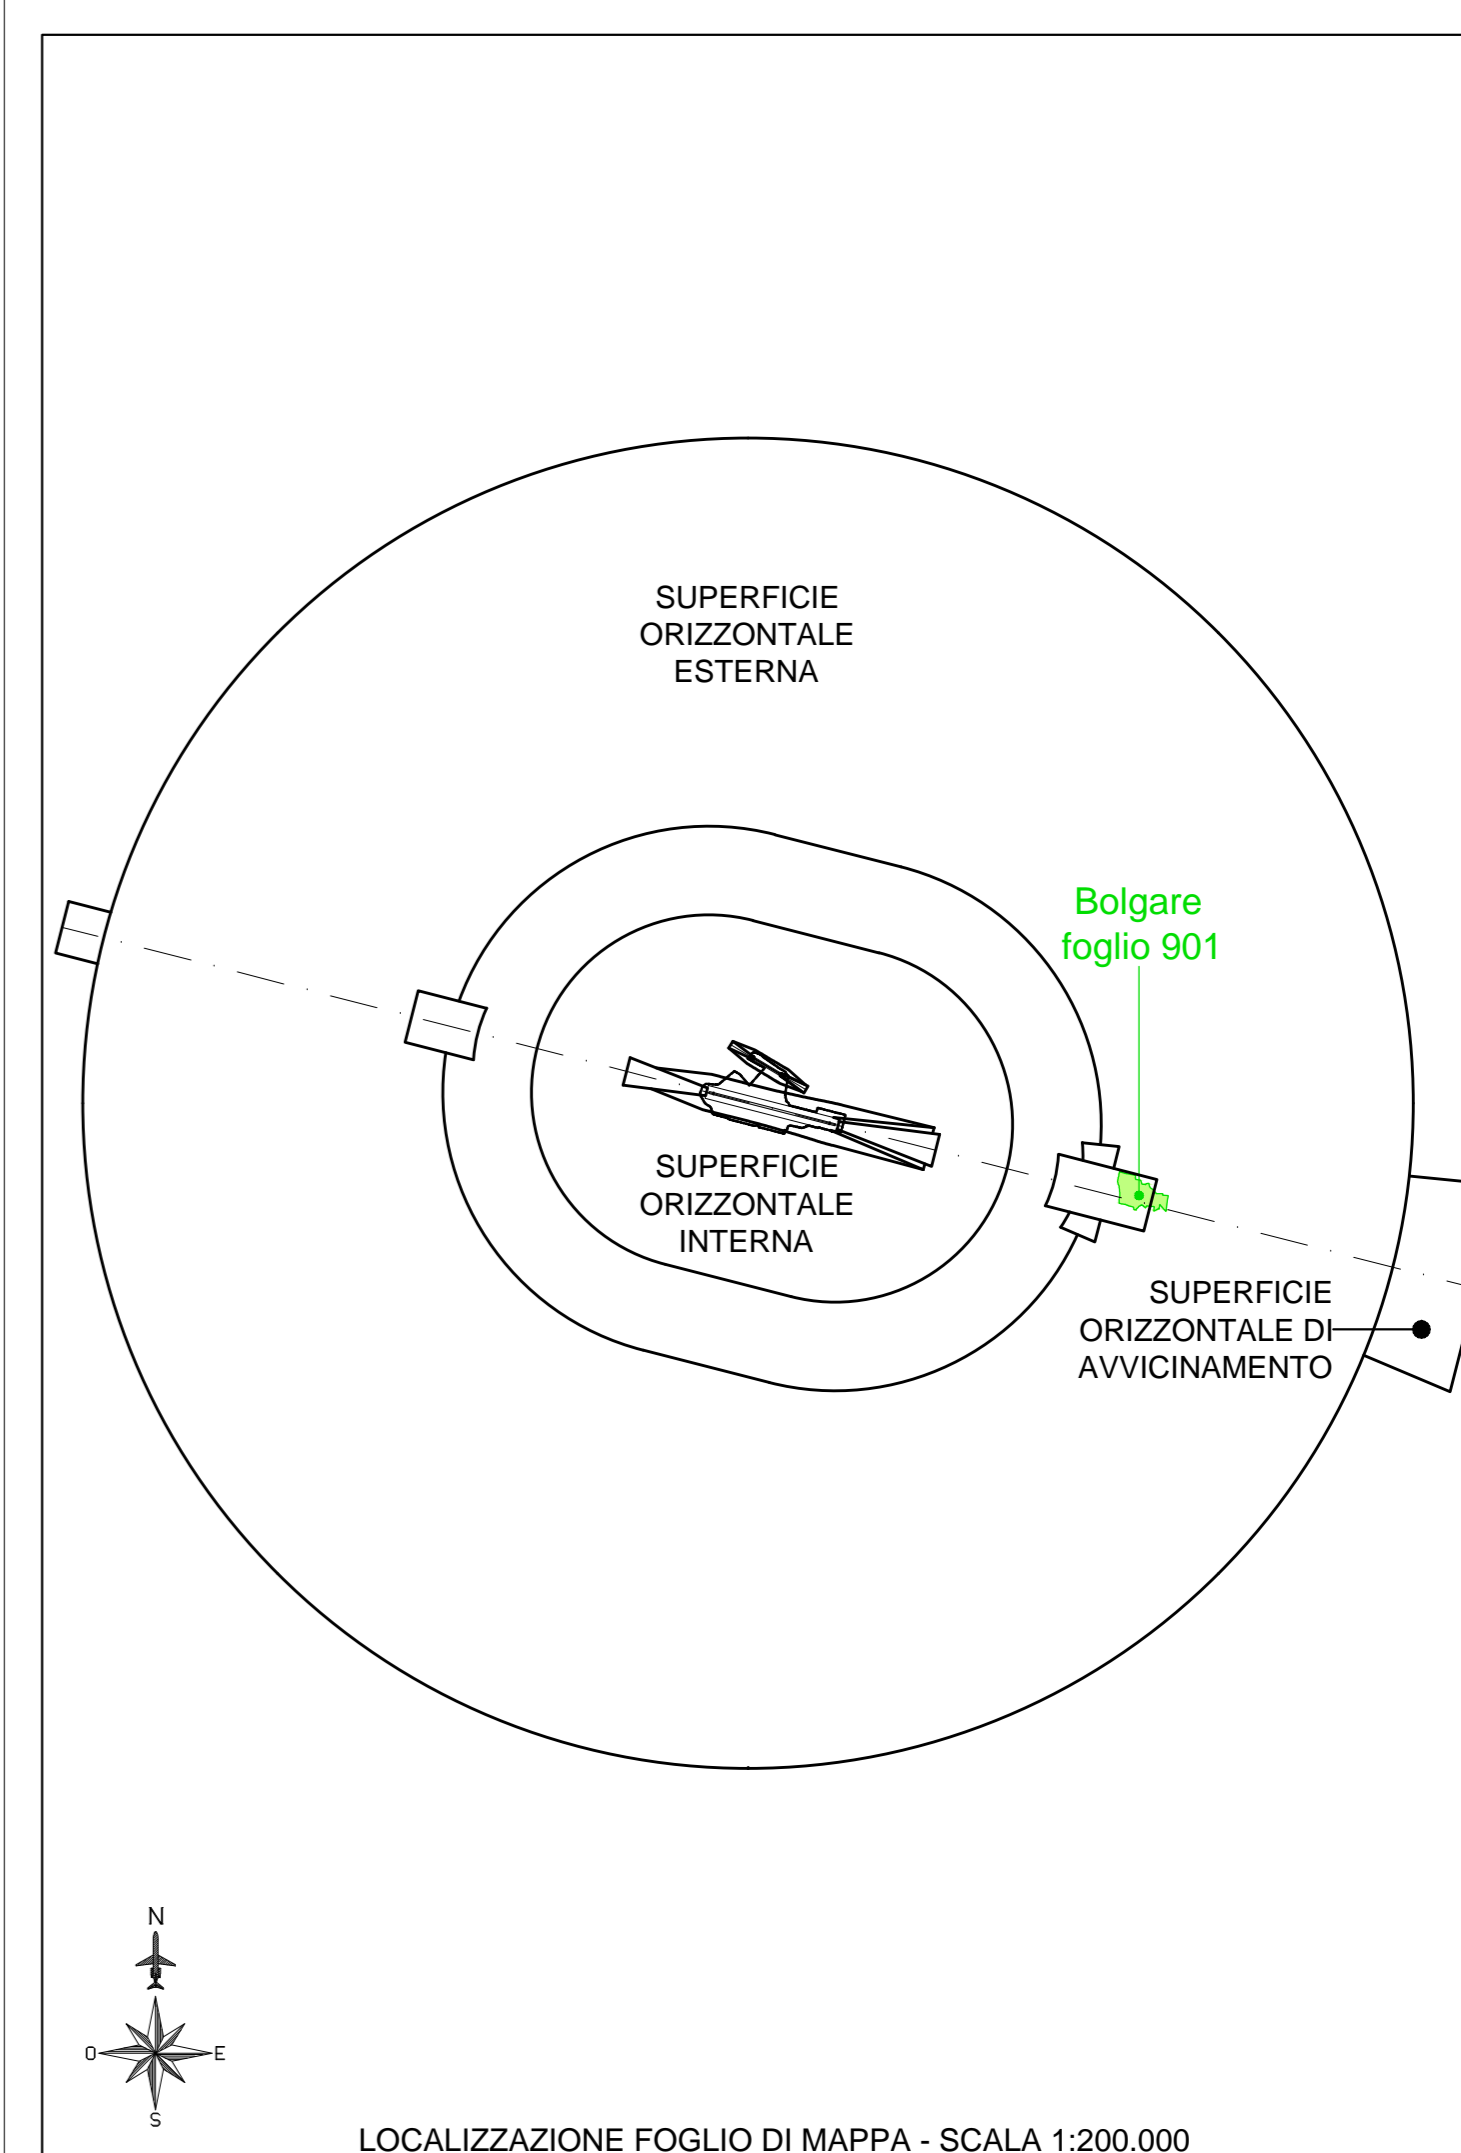 SUPERFICIE
ORIZZONTALE
ESTERNA
Bolgare
foglio 901
SUPERFICIE
ORIZZONTALE
INTERNA
SUPERFICIE
ORIZZONTALE DI
AVVICINAMENTO
N
O
E
S
LOCALIZZAZIONE FOGLIO DI MAPPA - SCALA 1:200.000